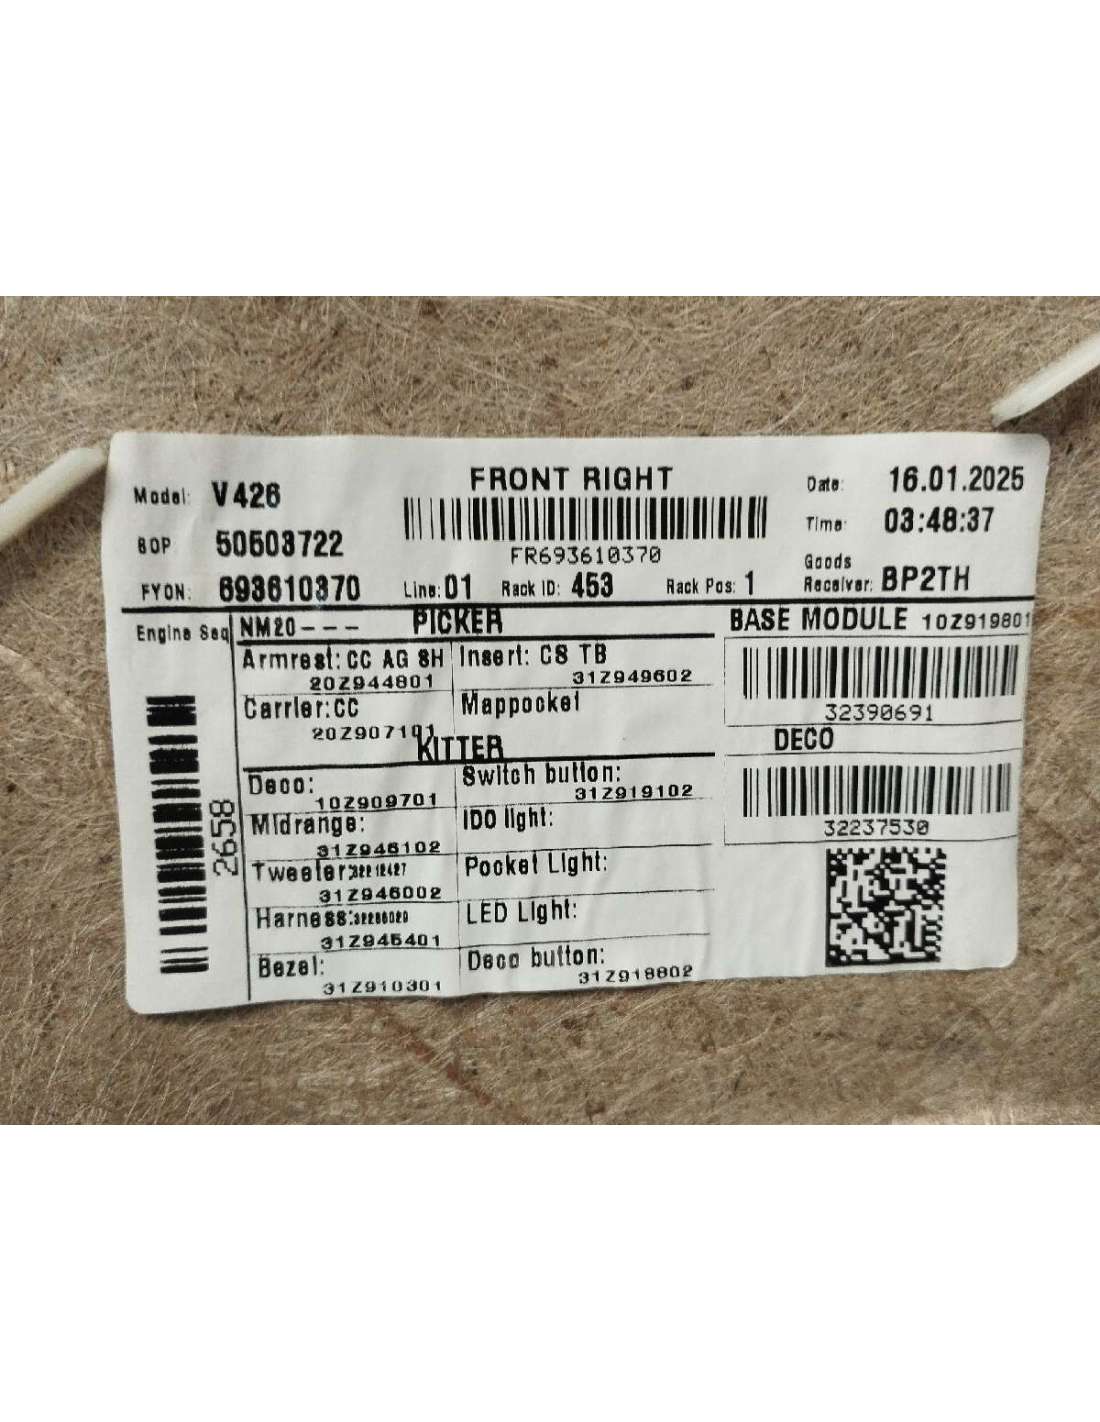 FRONT RIGHT
Model: V426
Date: 16.01.2025
BOP 50503722
Time: 03:48:37
FR693610370
FYON: 693610370
Line: 01 Rack ID: 453 Rack Pos: 1
Goods
Receiver: BP2TH
Engine Seq NM20---
PICKER
BASE MODULE 10Z919801
Armrest: CC AG SH
20Z944801
Insert: CS TB
31Z949602
Carrier: CC
20Z907101
Mappocket
32390691
KITTER
DECO
Deco:
10Z909701
Switch button:
31Z919102
Midrange:
31Z946102
IDO light:
32237530
2658
Tweeter:
31Z946002
Pocket Light:
Harness:
31Z945401
LED Light:
Bezel:
31Z910301
Deco button:
31Z918802